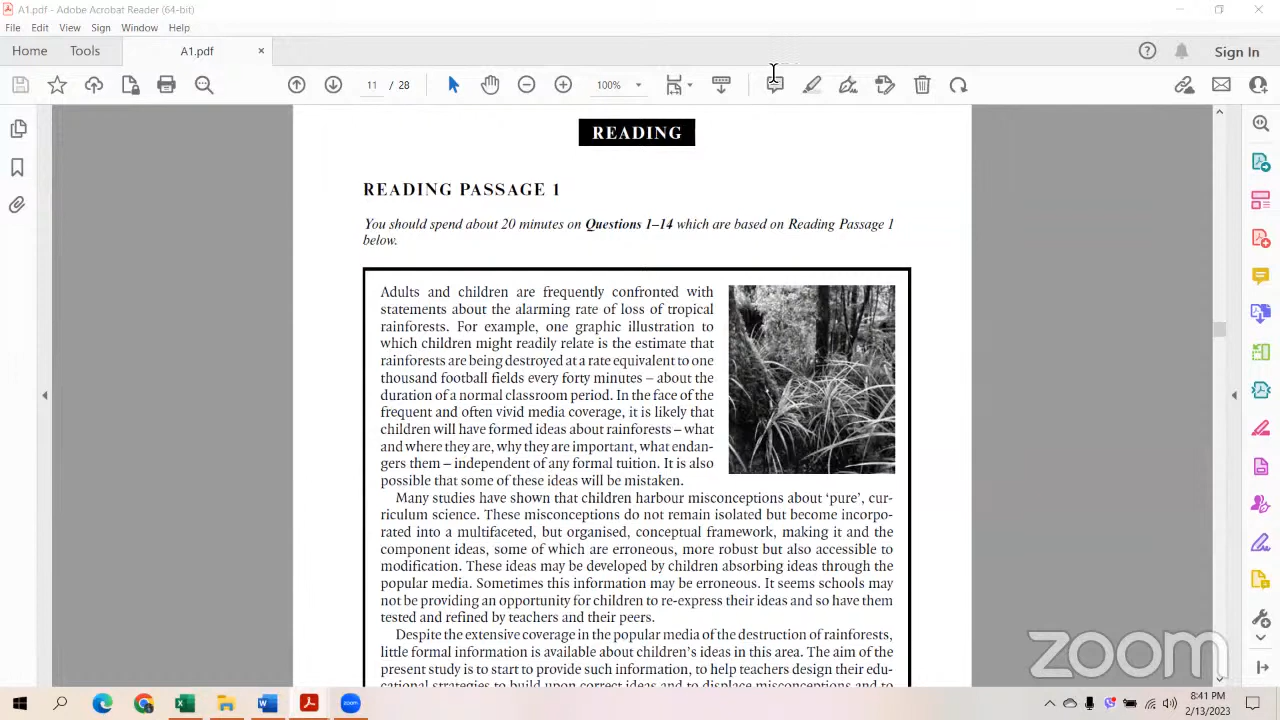 A1.pdf - Adobe Acrobat Reader (64-bit)
File Edit View Sign Window Help
Home Tools A1.pdf × Sign In
11 / 28 100%
READING
READING PASSAGE 1
You should spend about 20 minutes on Questions 1–14 which are based on Reading Passage 1
below.
Adults and children are frequently confronted with
statements about the alarming rate of loss of tropical
rainforests. For example, one graphic illustration to
which children might readily relate is the estimate that
rainforests are being destroyed at a rate equivalent to one
thousand football fields every forty minutes – about the
duration of a normal classroom period. In the face of the
frequent and often vivid media coverage, it is likely that
children will have formed ideas about rainforests – what
and where they are, why they are important, what endan-
gers them – independent of any formal tuition. It is also
possible that some of these ideas will be mistaken.
Many studies have shown that children harbour misconceptions about ‘pure’, cur-
riculum science. These misconceptions do not remain isolated but become incorpo-
rated into a multifaceted, but organised, conceptual framework, making it and the
component ideas, some of which are erroneous, more robust but also accessible to
modification. These ideas may be developed by children absorbing ideas through the
popular media. Sometimes this information may be erroneous. It seems schools may
not be providing an opportunity for children to re-express their ideas and so have them
tested and refined by teachers and their peers.
Despite the extensive coverage in the popular media of the destruction of rainforests,
little formal information is available about children’s ideas in this area. The aim of the
present study is to start to provide such information, to help teachers design their edu-
cational strategies to build upon correct ideas and to displace misconceptions and to
zoom
zoom
8:41 PM
2/13/2023